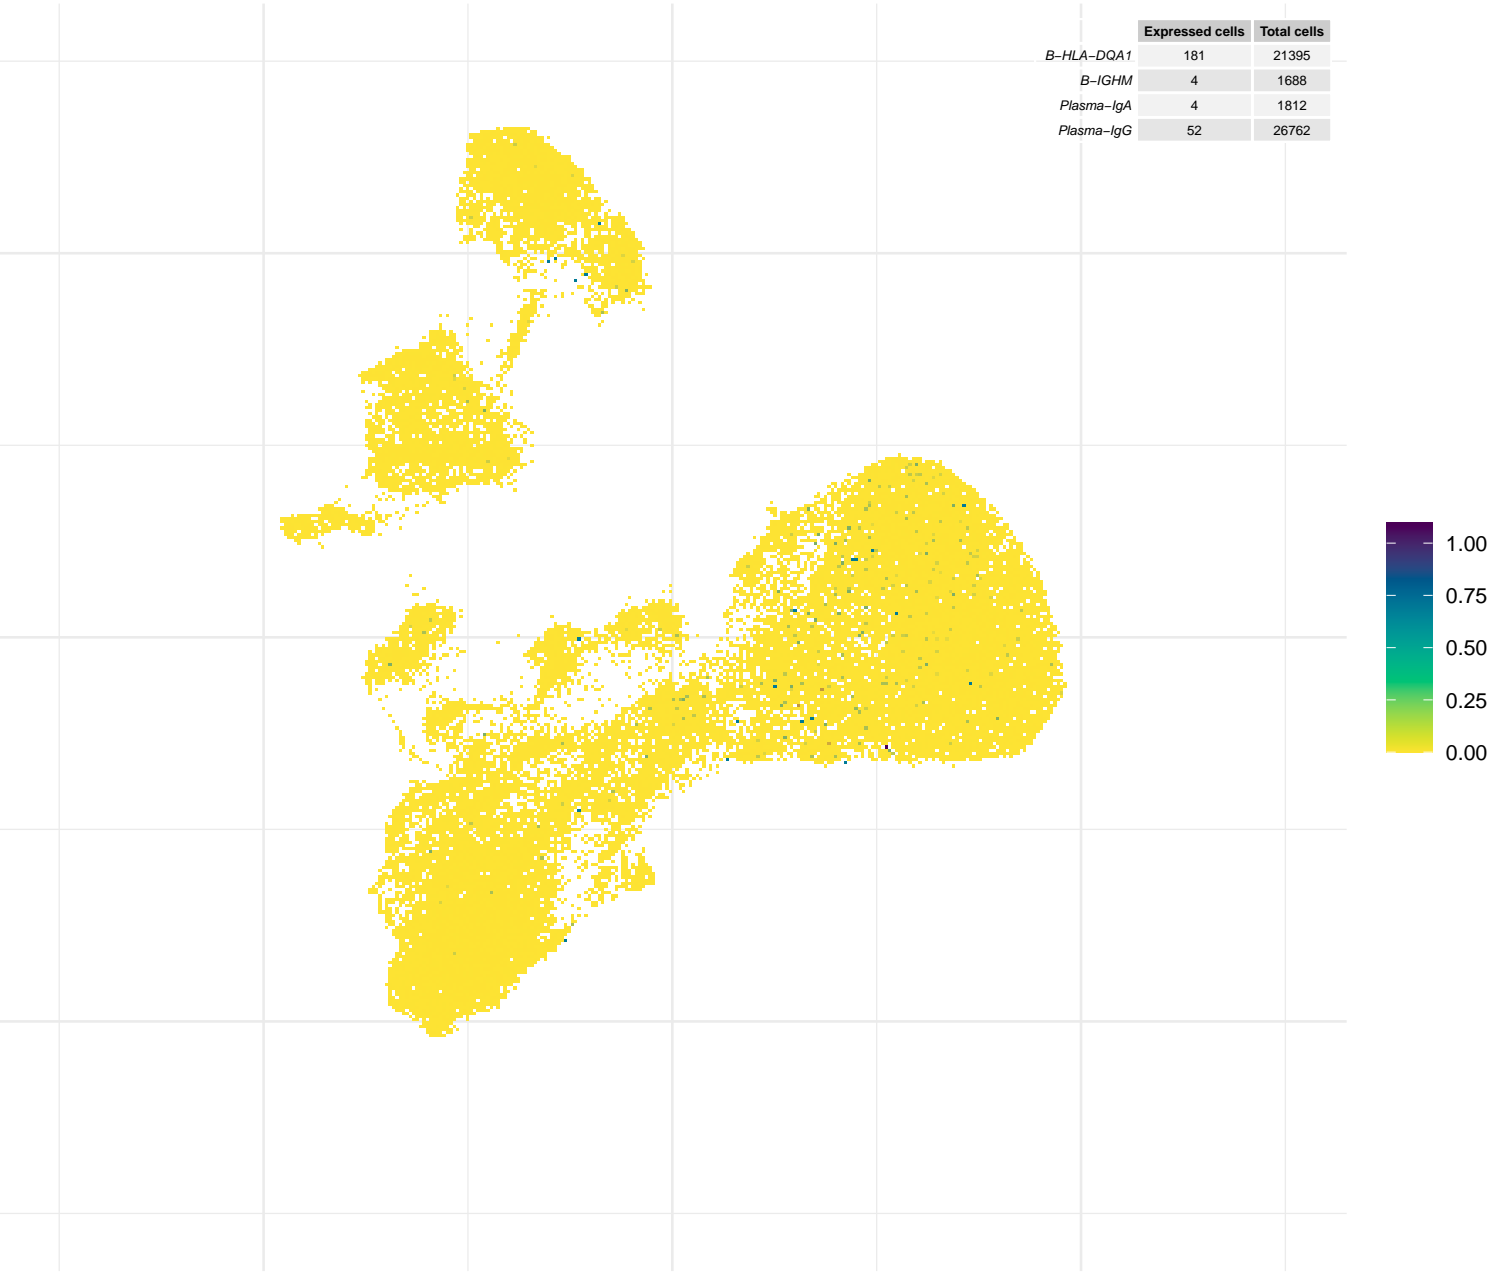 Expressed cells Total cells
B−HLA−DQA1 181 21395
B−IGHM 4 1688
Plasma−IgA 4 1812
Plasma−IgG 52 26762
1.00
0.75
0.50
0.25
0.00